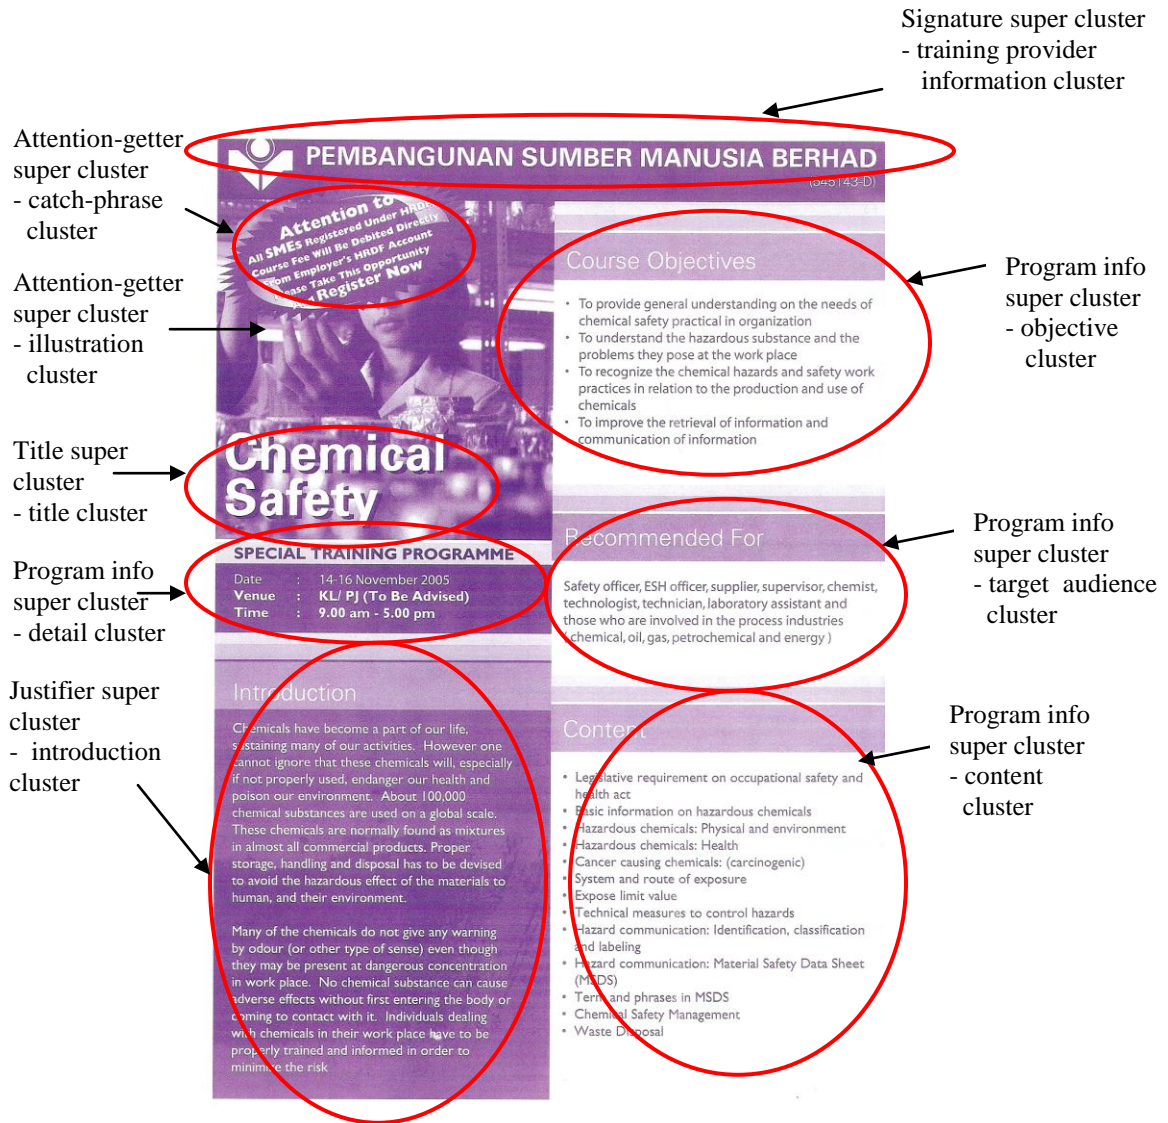 Signature super cluster
- training provider
information cluster
Attention-getter
super cluster
- catch-phrase
cluster
Attention-getter
super cluster
- illustration
cluster
Title super
cluster
- title cluster
Program info
super cluster
- detail cluster
Justifier super
cluster
- introduction
cluster
PEMBANGUNAN SUMBER MANUSIA BERHAD
(545143-D)
Attention to
All SMEs Registered Under HRDF
Course Fee Will Be Debited Directly
From Employer's HRDF Account
Please Take This Opportunity
And Register Now
Chemical
Safety
SPECIAL TRAINING PROGRAMME
Date : 14-16 November 2005
Venue : KL/ PJ (To Be Advised)
Time : 9.00 am - 5.00 pm
Introduction
Chemicals have become a part of our life,
sustaining many of our activities. However one
cannot ignore that these chemicals will, especially
if not properly used, endanger our health and
poison our environment. About 100,000
chemical substances are used on a global scale.
These chemicals are normally found as mixtures
in almost all commercial products. Proper
storage, handling and disposal has to be devised
to avoid the hazardous effect of the materials to
human, and their environment.
Many of the chemicals do not give any warning
by odour (or other type of sense) even though
they may be present at dangerous concentration
in work place. No chemical substance can cause
adverse effects without first entering the body or
coming to contact with it. Individuals dealing
with chemicals in their work place have to be
properly trained and informed in order to
minimize the risk
Course Objectives
• To provide general understanding on the needs of
chemical safety practical in organization
• To understand the hazardous substance and the
problems they pose at the work place
• To recognize the chemical hazards and safety work
practices in relation to the production and use of
chemicals
• To improve the retrieval of information and
communication of information
Recommended For
Safety officer, ESH officer, supplier, supervisor, chemist,
technologist, technician, laboratory assistant and
those who are involved in the process industries
( chemical, oil, gas, petrochemical and energy )
Content
• Legislative requirement on occupational safety and
health act
• Basic information on hazardous chemicals
• Hazardous chemicals: Physical and environment
• Hazardous chemicals: Health
• Cancer causing chemicals: (carcinogenic)
• System and route of exposure
• Expose limit value
• Technical measures to control hazards
• Hazard communication: Identification, classification
and labeling
• Hazard communication: Material Safety Data Sheet
(MSDS)
• Term and phrases in MSDS
• Chemical Safety Management
• Waste Disposal
Program info
super cluster
- objective
cluster
Program info
super cluster
- target audience
cluster
Program info
super cluster
- content
cluster